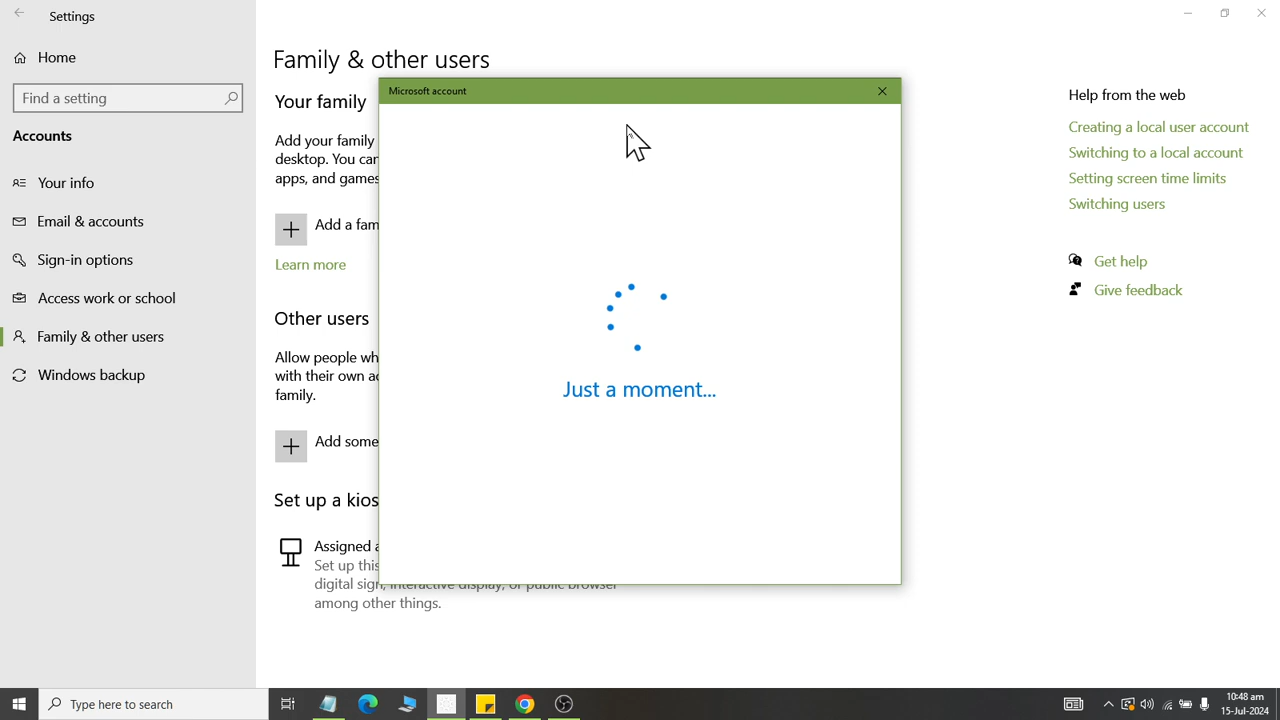 Settings
Home
Find a setting
Accounts
Your info
Email & accounts
Sign-in options
Access work or school
Family & other users
Windows backup
Family & other users
Your family
Add your family
desktop. You can
apps, and games
Add a fam
Learn more
Other users
Allow people wh
with their own a
family.
Add some
Set up a kios
Assigned a
Set up this
digital sign, interactive display, or public browser
among other things.
Microsoft account
Just a moment...
Help from the web
Creating a local user account
Switching to a local account
Setting screen time limits
Switching users
Get help
Give feedback
Type here to search
10:48 am
15-Jul-2024